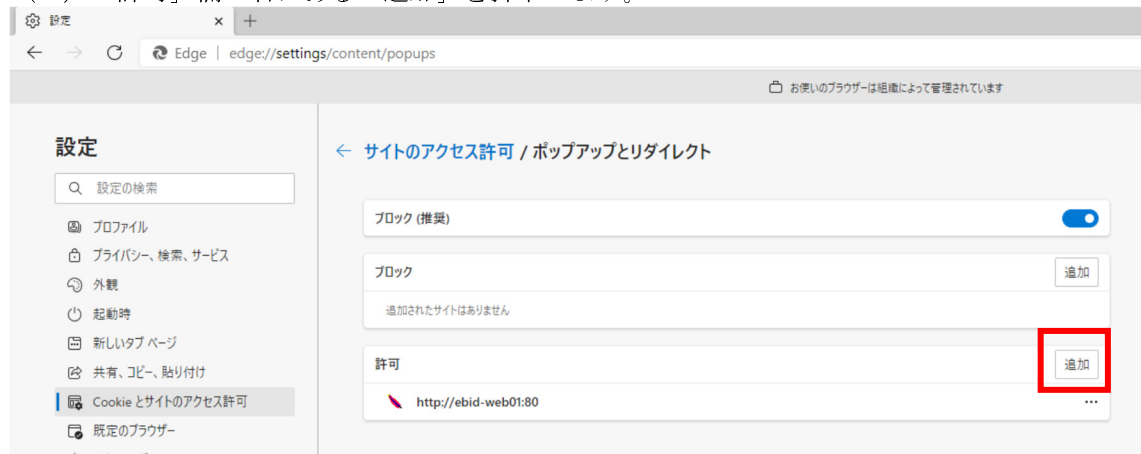 設定
Edge | edge://settings/content/popups
お使いのブラウザーは組織によって管理されています
設定
設定の検索
プロファイル
プライバシー、検索、サービス
外観
起動時
新しいタブ ページ
共有、コピー、貼り付け
Cookie とサイトのアクセス許可
既定のブラウザー
サイトのアクセス許可 / ポップアップとリダイレクト
ブロック (推奨)
ブロック
追加
追加されたサイトはありません
許可
追加
http://ebid-web01:80